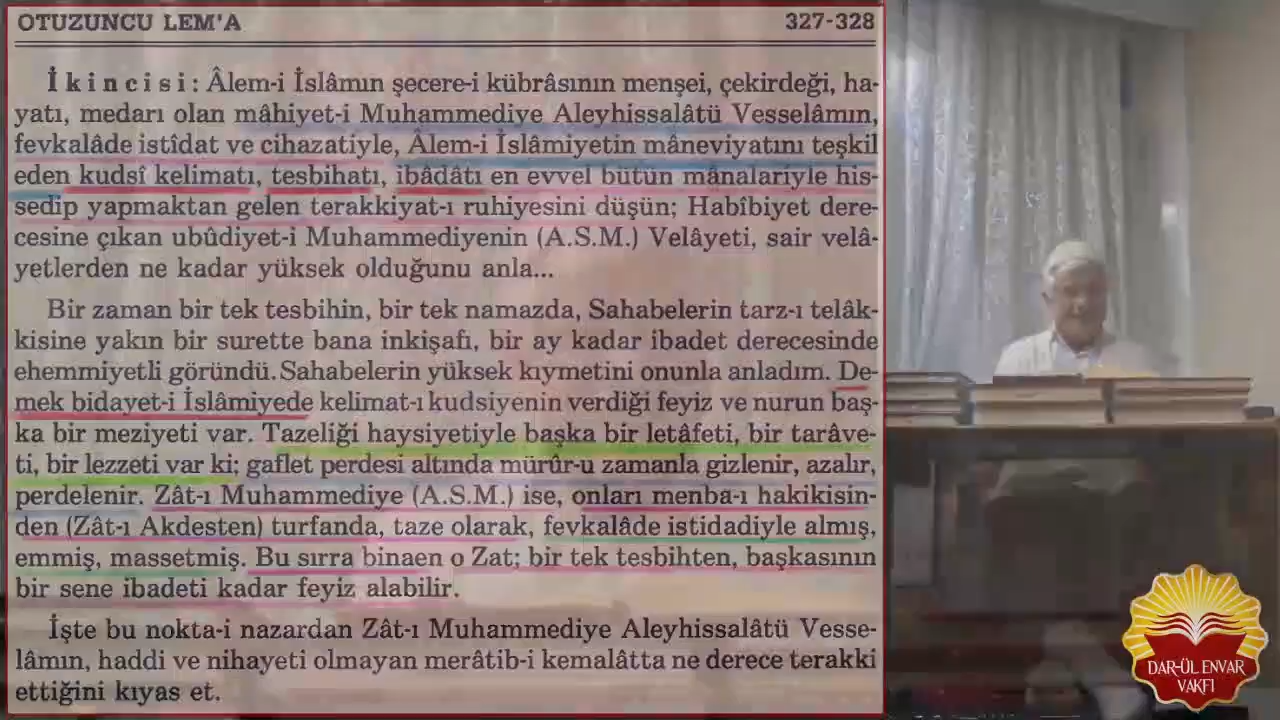 OTUZUNCU LEM'A 327-328
İkincisi: Âlem-i İslâmın şecere-i kübrâsının menşei, çekirdeği, ha-
yatı, medarı olan mâhiyet-i Muhammediye Aleyhissalâtü Vesselâmın,
fevkalâde istîdat ve cihazatiyle, Âlem-i İslâmiyetin mâneviyatını teşkil
eden kudsî kelimatı, tesbihatı, ibâdâtı en evvel bütün mânalariyle his-
sedip yapmaktan gelen terakkiyat-ı ruhiyesini düşün; Habîbiyet dere-
cesine çıkan ubûdiyet-i Muhammediyenin (A.S.M.) Velâyeti, sair velâ-
yetlerden ne kadar yüksek olduğunu anla...
Bir zaman bir tek tesbihin, bir tek namazda, Sahabelerin tarz-ı telâk-
kisine yakın bir surette bana inkişafı, bir ay kadar ibadet derecesinde
ehemmiyetli göründü. Sahabelerin yüksek kıymetini onunla anladım. De-
mek bidayet-i İslâmiyede kelimat-ı kudsiyenin verdiği feyiz ve nurun baş-
ka bir meziyeti var. Tazeliği haysiyetiyle başka bir letâfeti, bir tarâve-
ti, bir lezzeti var ki; gaflet perdesi altında mürûr-u zamanla gizlenir, azalır,
perdelenir. Zât-ı Muhammediye (A.S.M.) ise, onları menba-ı hakikisin-
den (Zât-ı Akdesten) turfanda, taze olarak, fevkalâde istidadiyle almış,
emmiş, massetmiş. Bu sırra binaen o Zat; bir tek tesbihten, başkasının
bir sene ibadeti kadar feyiz alabilir.
İşte bu nokta-i nazardan Zât-ı Muhammediye Aleyhissalâtü Vesse-
lâmın, haddi ve nihayeti olmayan merâtib-i kemalâtta ne derece terakki
ettiğini kıyas et.
DAR-ÜL ENVAR
VAKFI